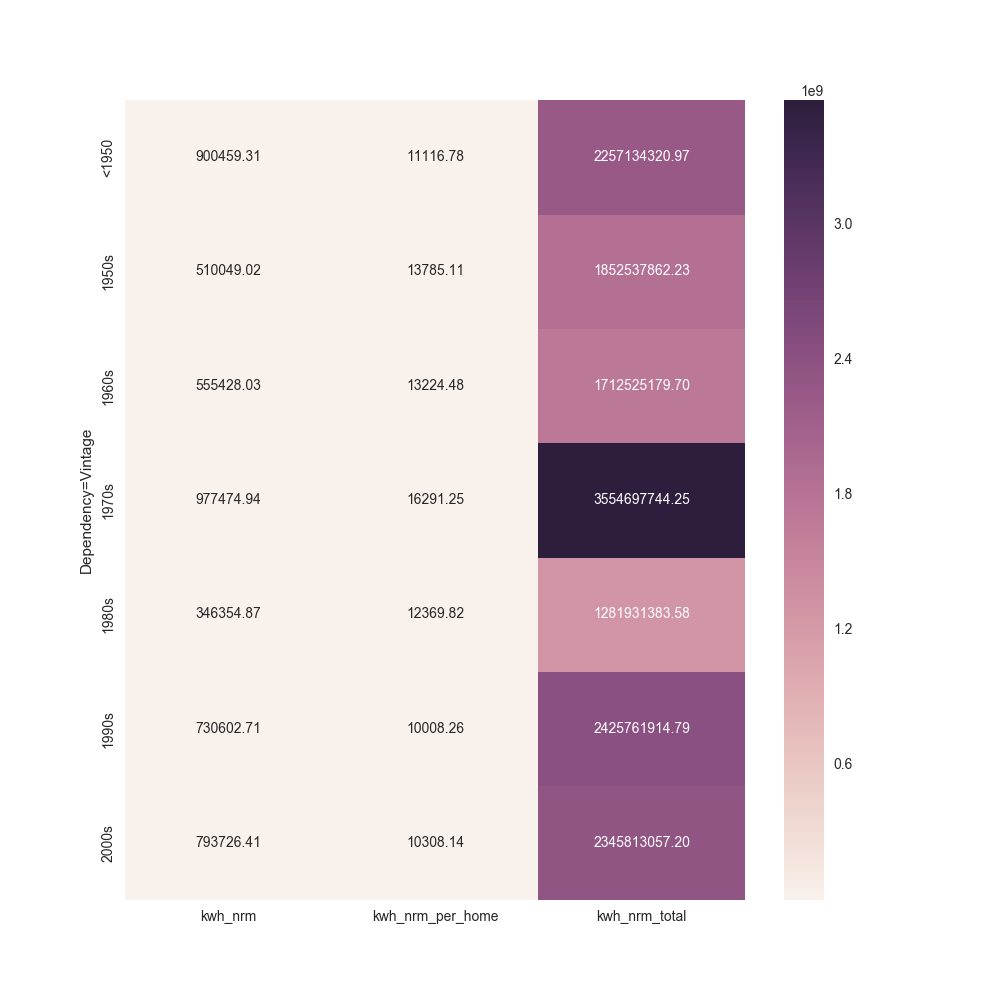 1e9
<1950 900459.31 11116.78 2257134320.97
3.0
1950s 510049.02 13785.11 1852537862.23
2.4
1960s 555428.03 13224.48 1712525179.70
Dependency=Vintage
1970s 977474.94 16291.25 3554697744.25
1.8
1980s 346354.87 12369.82 1281931383.58
1.2
1990s 730602.71 10008.26 2425761914.79
0.6
2000s 793726.41 10308.14 2345813057.20
kwh_nrm kwh_nrm_per_home kwh_nrm_total